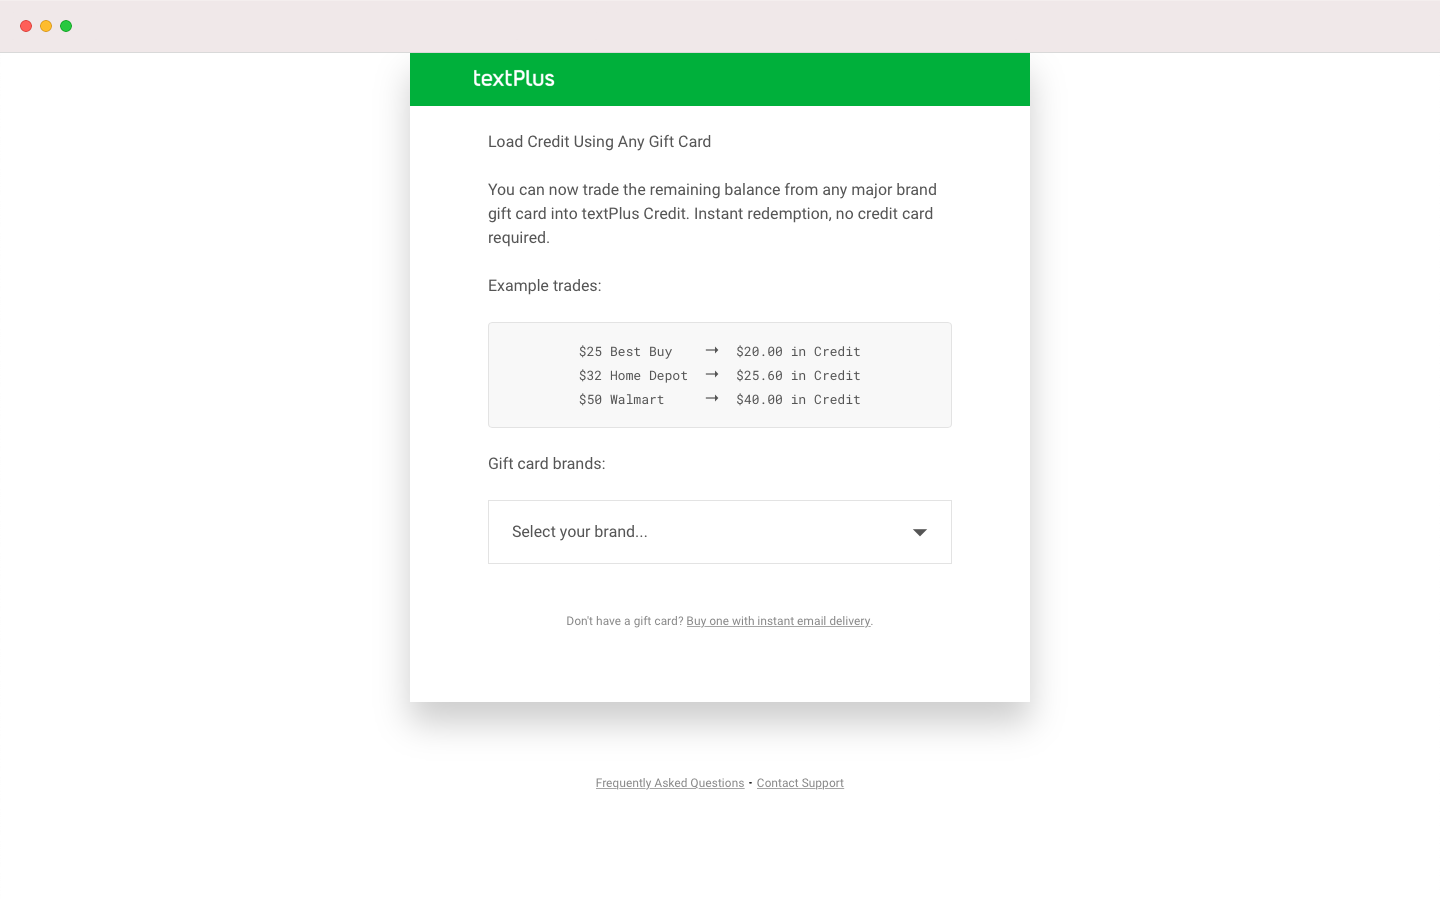 textPlus
Load Credit Using Any Gift Card
You can now trade the remaining balance from any major brand
gift card into textPlus Credit. Instant redemption, no credit card
required.
Example trades:
$25 Best Buy → $20.00 in Credit
$32 Home Depot → $25.60 in Credit
$50 Walmart → $40.00 in Credit
Gift card brands:
Select your brand...
Don't have a gift card? Buy one with instant email delivery.
Frequently Asked Questions • Contact Support